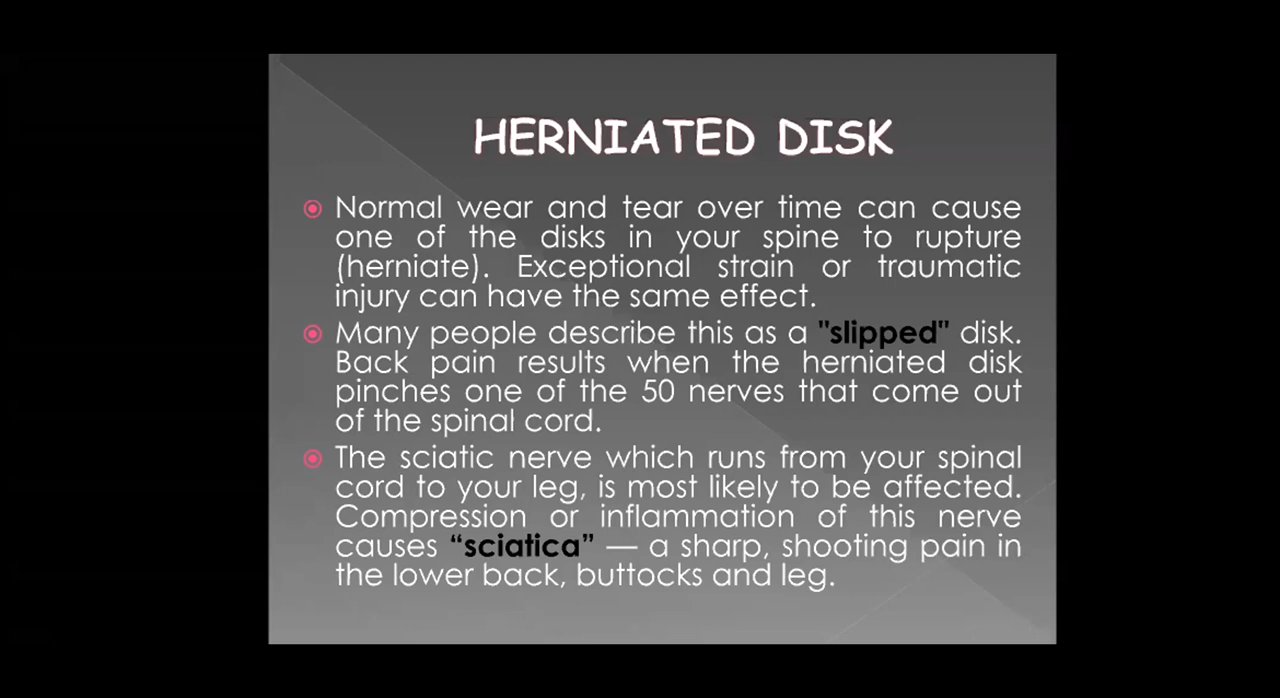 HERNIATED DISK
Normal wear and tear over time can cause
one of the disks in your spine to rupture
(herniate). Exceptional strain or traumatic
injury can have the same effect.
Many people describe this as a "slipped" disk.
Back pain results when the herniated disk
pinches one of the 50 nerves that come out
of the spinal cord.
The sciatic nerve which runs from your spinal
cord to your leg, is most likely to be affected.
Compression or inflammation of this nerve
causes “sciatica” — a sharp, shooting pain in
the lower back, buttocks and leg.